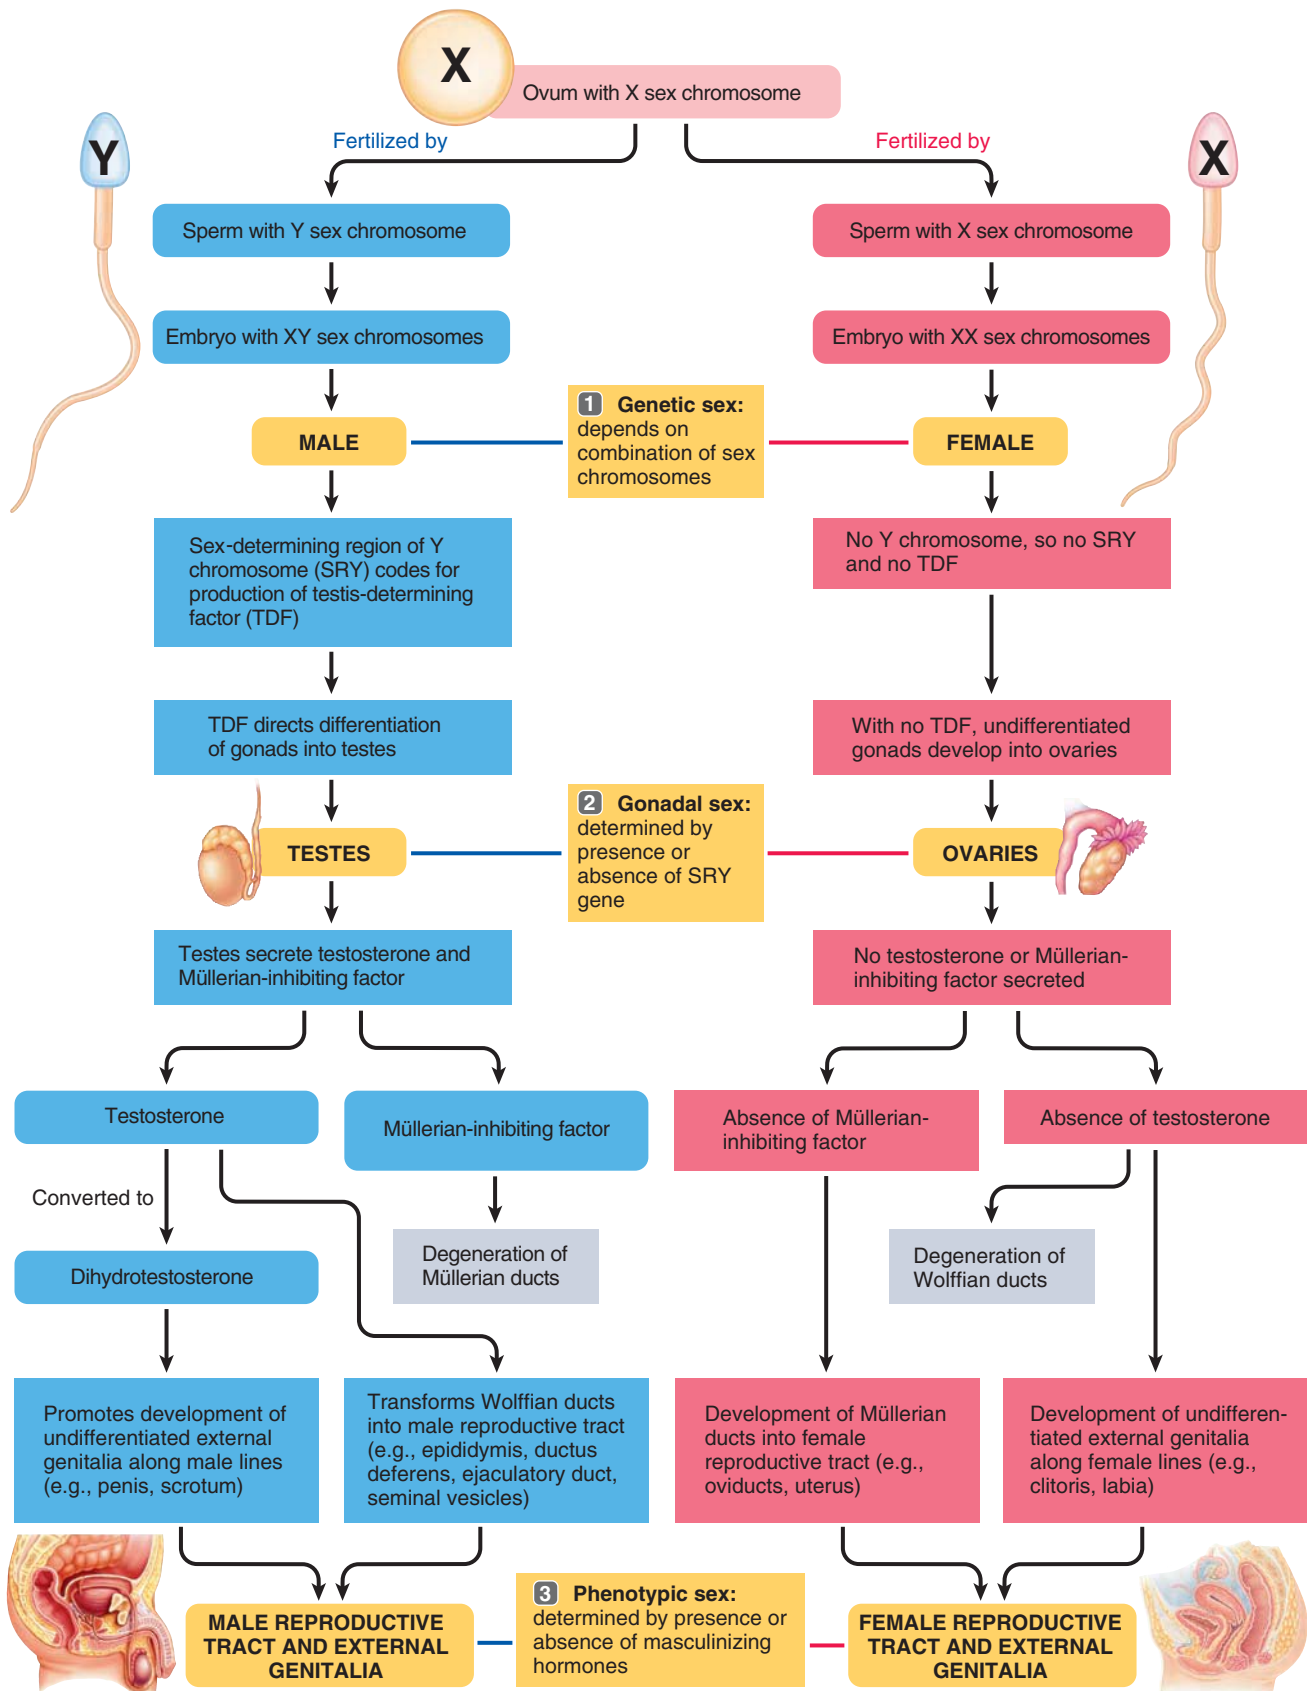 X
Ovum with X sex chromosome
Fertilized by
Fertilized by
Y
X
Sperm with Y sex chromosome
Sperm with X sex chromosome
Embryo with XY sex chromosomes
Embryo with XX sex chromosomes
MALE
1 Genetic sex:
depends on
combination of sex
chromosomes
FEMALE
Sex-determining region of Y
chromosome (SRY) codes for
production of testis-determining
factor (TDF)
No Y chromosome, so no SRY
and no TDF
TDF directs differentiation
of gonads into testes
With no TDF, undifferentiated
gonads develop into ovaries
TESTES
2 Gonadal sex:
determined by
presence or
absence of SRY
gene
OVARIES
Testes secrete testosterone and
Müllerian-inhibiting factor
No testosterone or Müllerian-
inhibiting factor secreted
Testosterone
Müllerian-inhibiting factor
Absence of Müllerian-
inhibiting factor
Absence of testosterone
Converted to
Dihydrotestosterone
Degeneration of
Müllerian ducts
Degeneration of
Wolffian ducts
Promotes development of
undifferentiated external
genitalia along male lines
(e.g., penis, scrotum)
Transforms Wolffian ducts
into male reproductive tract
(e.g., epididymis, ductus
deferens, ejaculatory duct,
seminal vesicles)
Development of Müllerian
ducts into female
reproductive tract (e.g.,
oviducts, uterus)
Development of undifferen-
tiated external genitalia
along female lines (e.g.,
clitoris, labia)
MALE REPRODUCTIVE
TRACT AND EXTERNAL
GENITALIA
3 Phenotypic sex:
determined by presence or
absence of masculinizing
hormones
FEMALE REPRODUCTIVE
TRACT AND EXTERNAL
GENITALIA